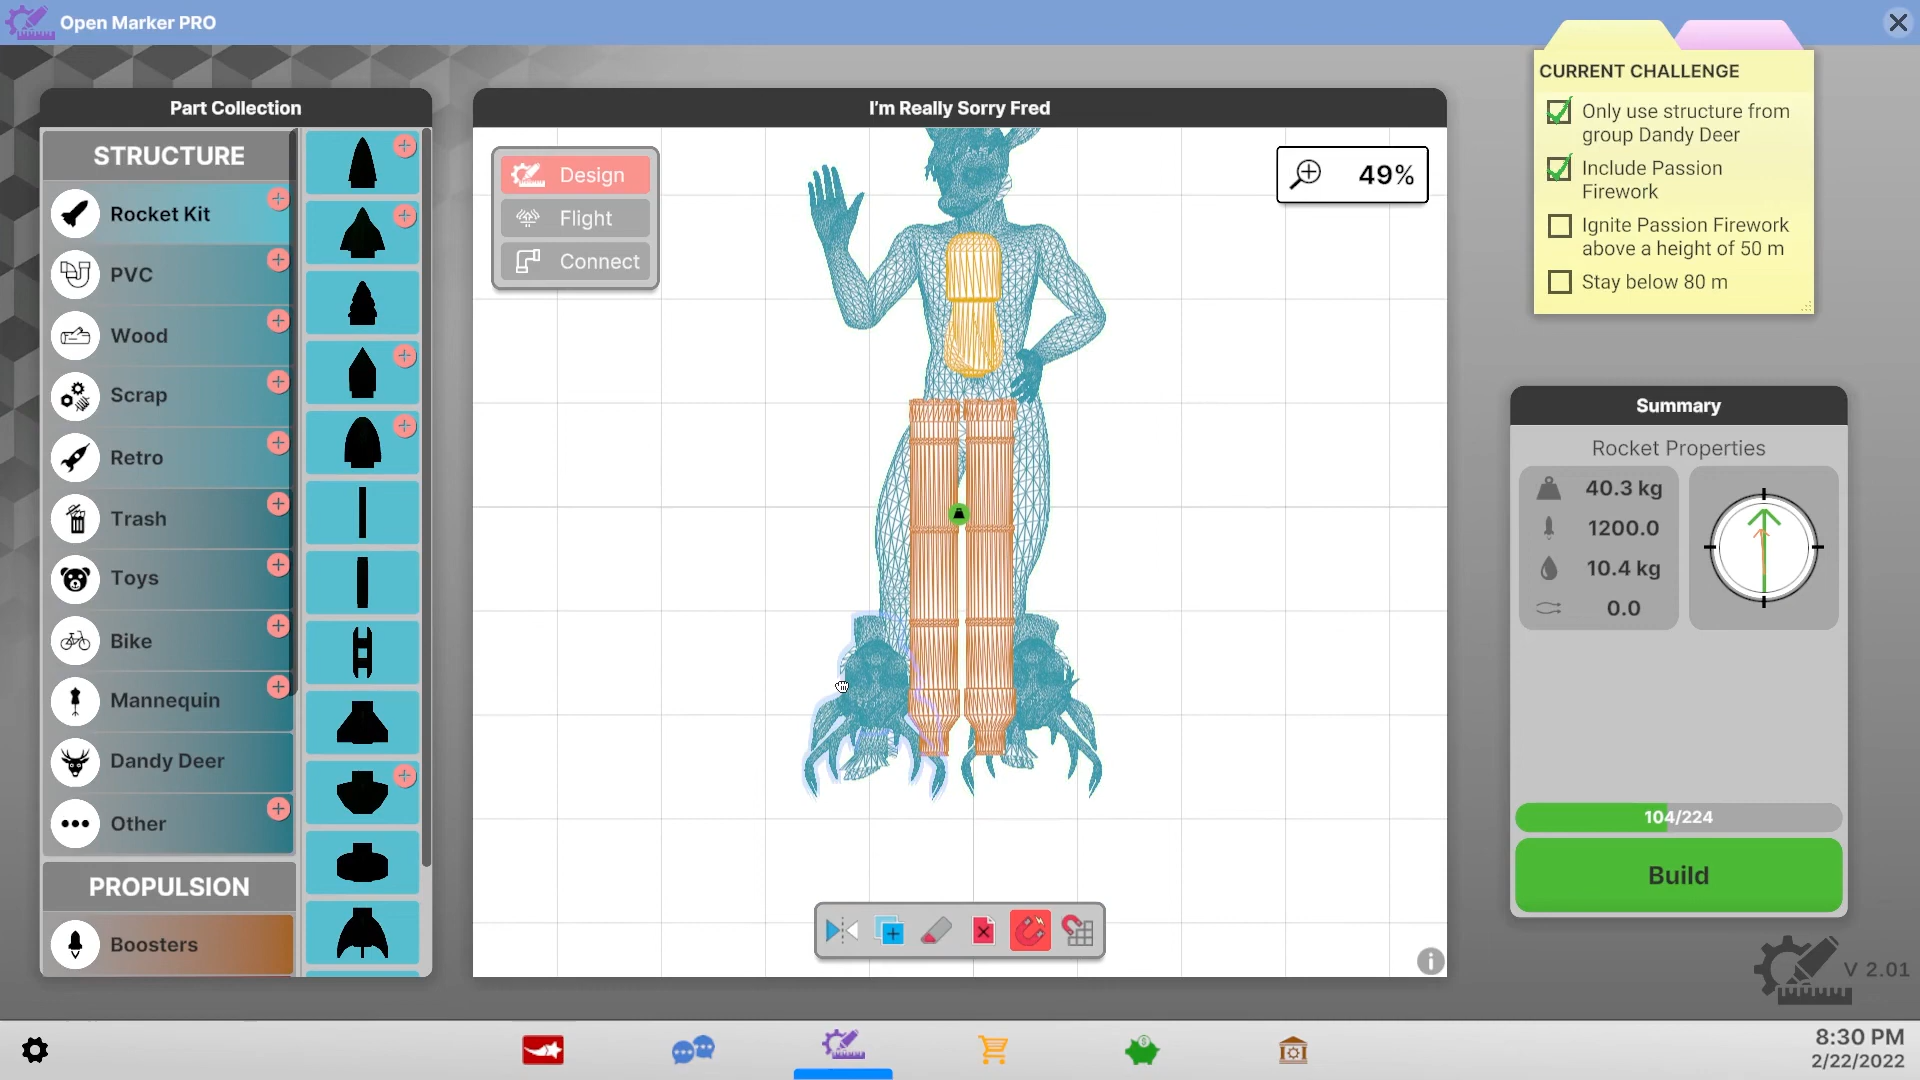 Open Marker PRO
Part Collection
STRUCTURE
Rocket Kit
PVC
Wood
Scrap
Retro
Trash
Toys
Bike
Mannequin
Dandy Deer
Other
PROPULSION
Boosters
I'm Really Sorry Fred
Design
Flight
Connect
49%
CURRENT CHALLENGE
Only use structure from
group Dandy Deer
Include Passion
Firework
Ignite Passion Firework
above a height of 50 m
Stay below 80 m
Summary
Rocket Properties
40.3 kg
1200.0
10.4 kg
0.0
104/224
Build
V 2.01
8:30 PM
2/22/2022